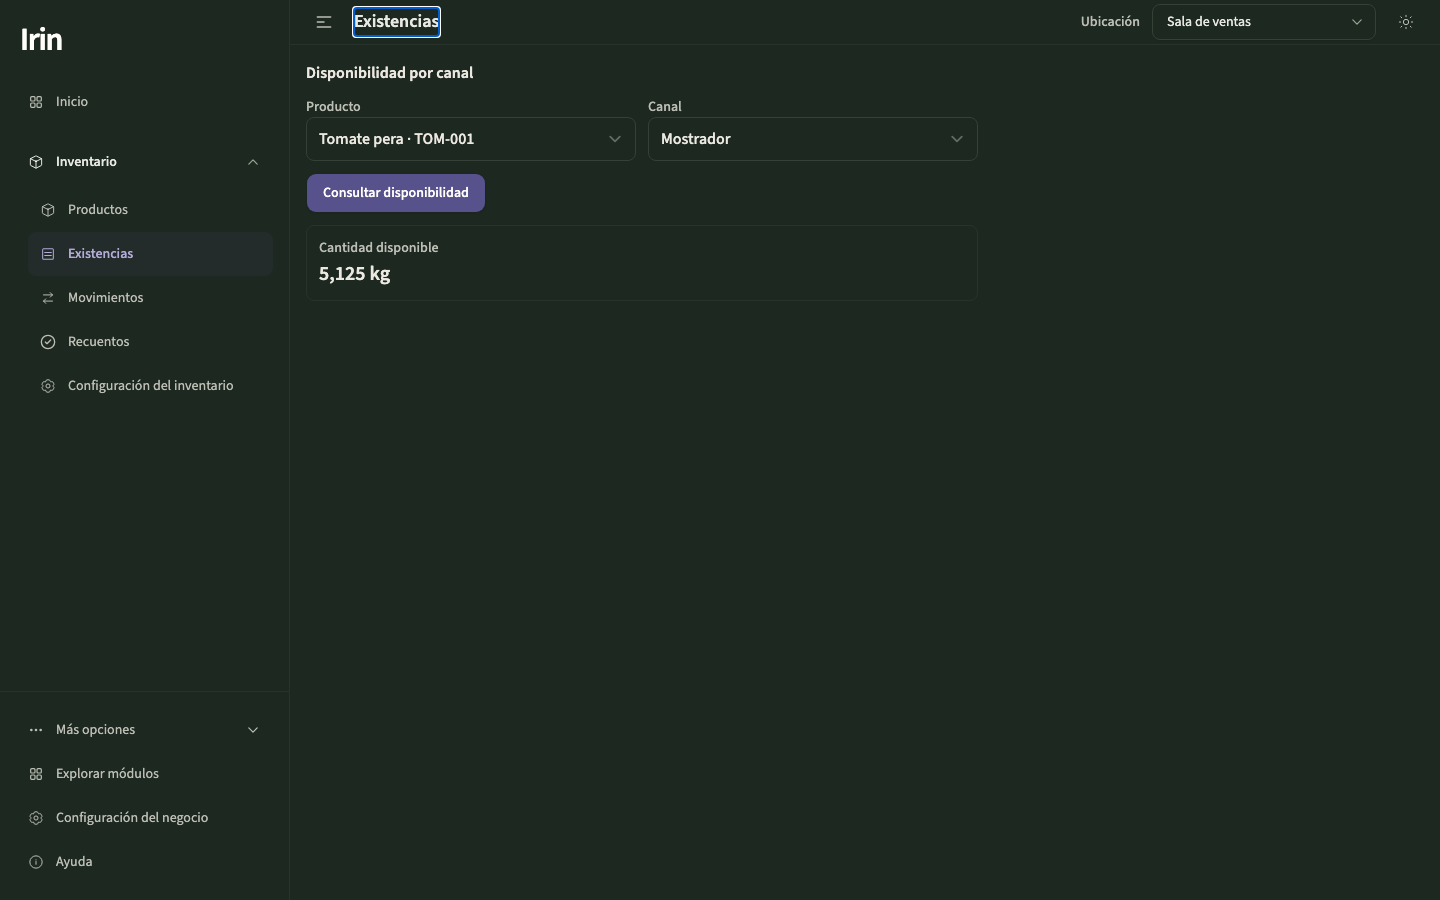 Irin
Inicio
Inventario
Productos
Existencias
Movimientos
Recuentos
Configuración del inventario
Más opciones
Explorar módulos
Configuración del negocio
Ayuda
Existencias
Ubicación
Sala de ventas
Disponibilidad por canal
Producto
Canal
Tomate pera · TOM-001
Mostrador
Consultar disponibilidad
Cantidad disponible
5,125 kg